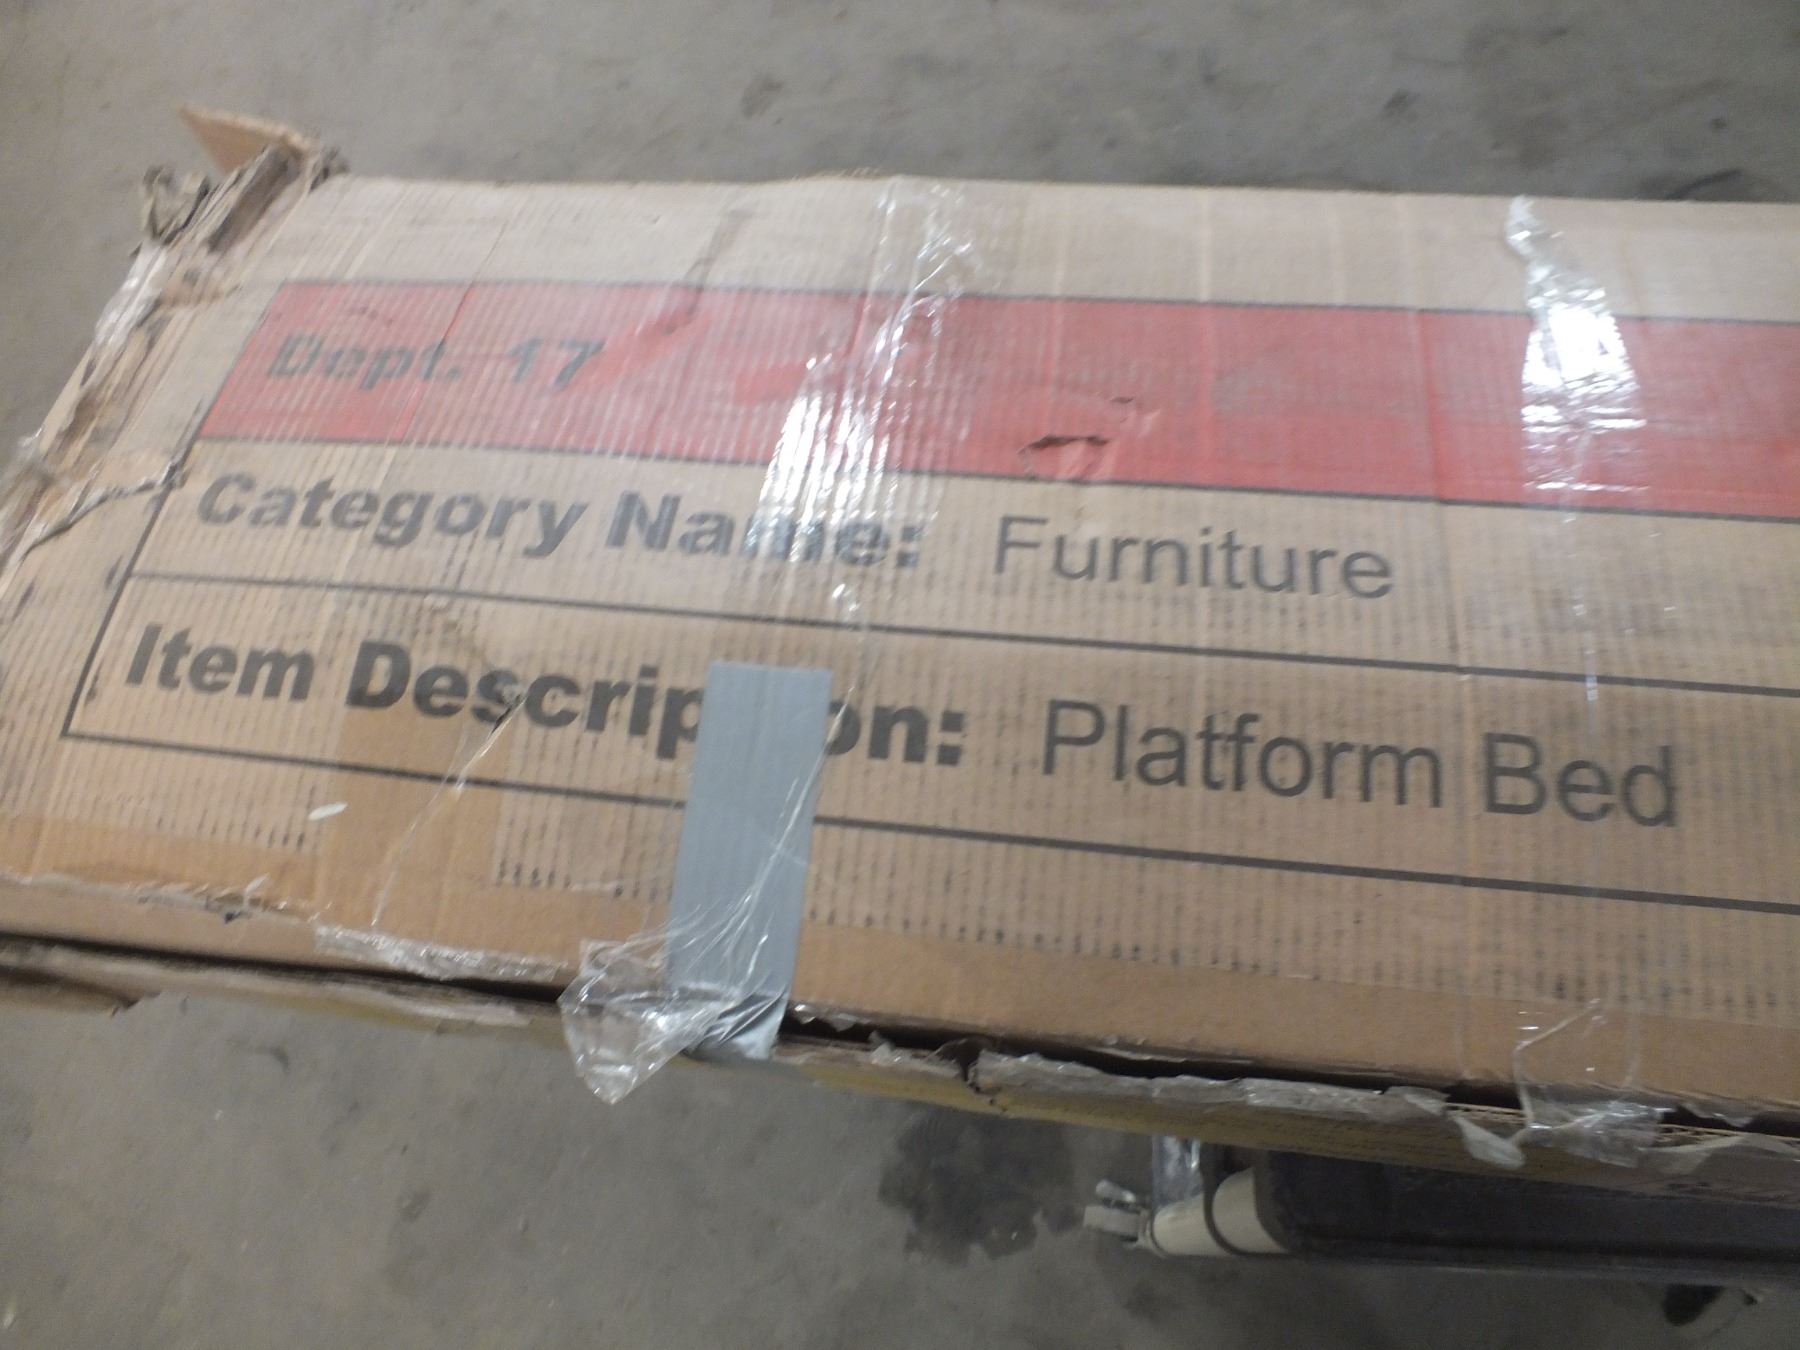 Dept. 17
Category Name: Furniture
Item Description: Platform Bed